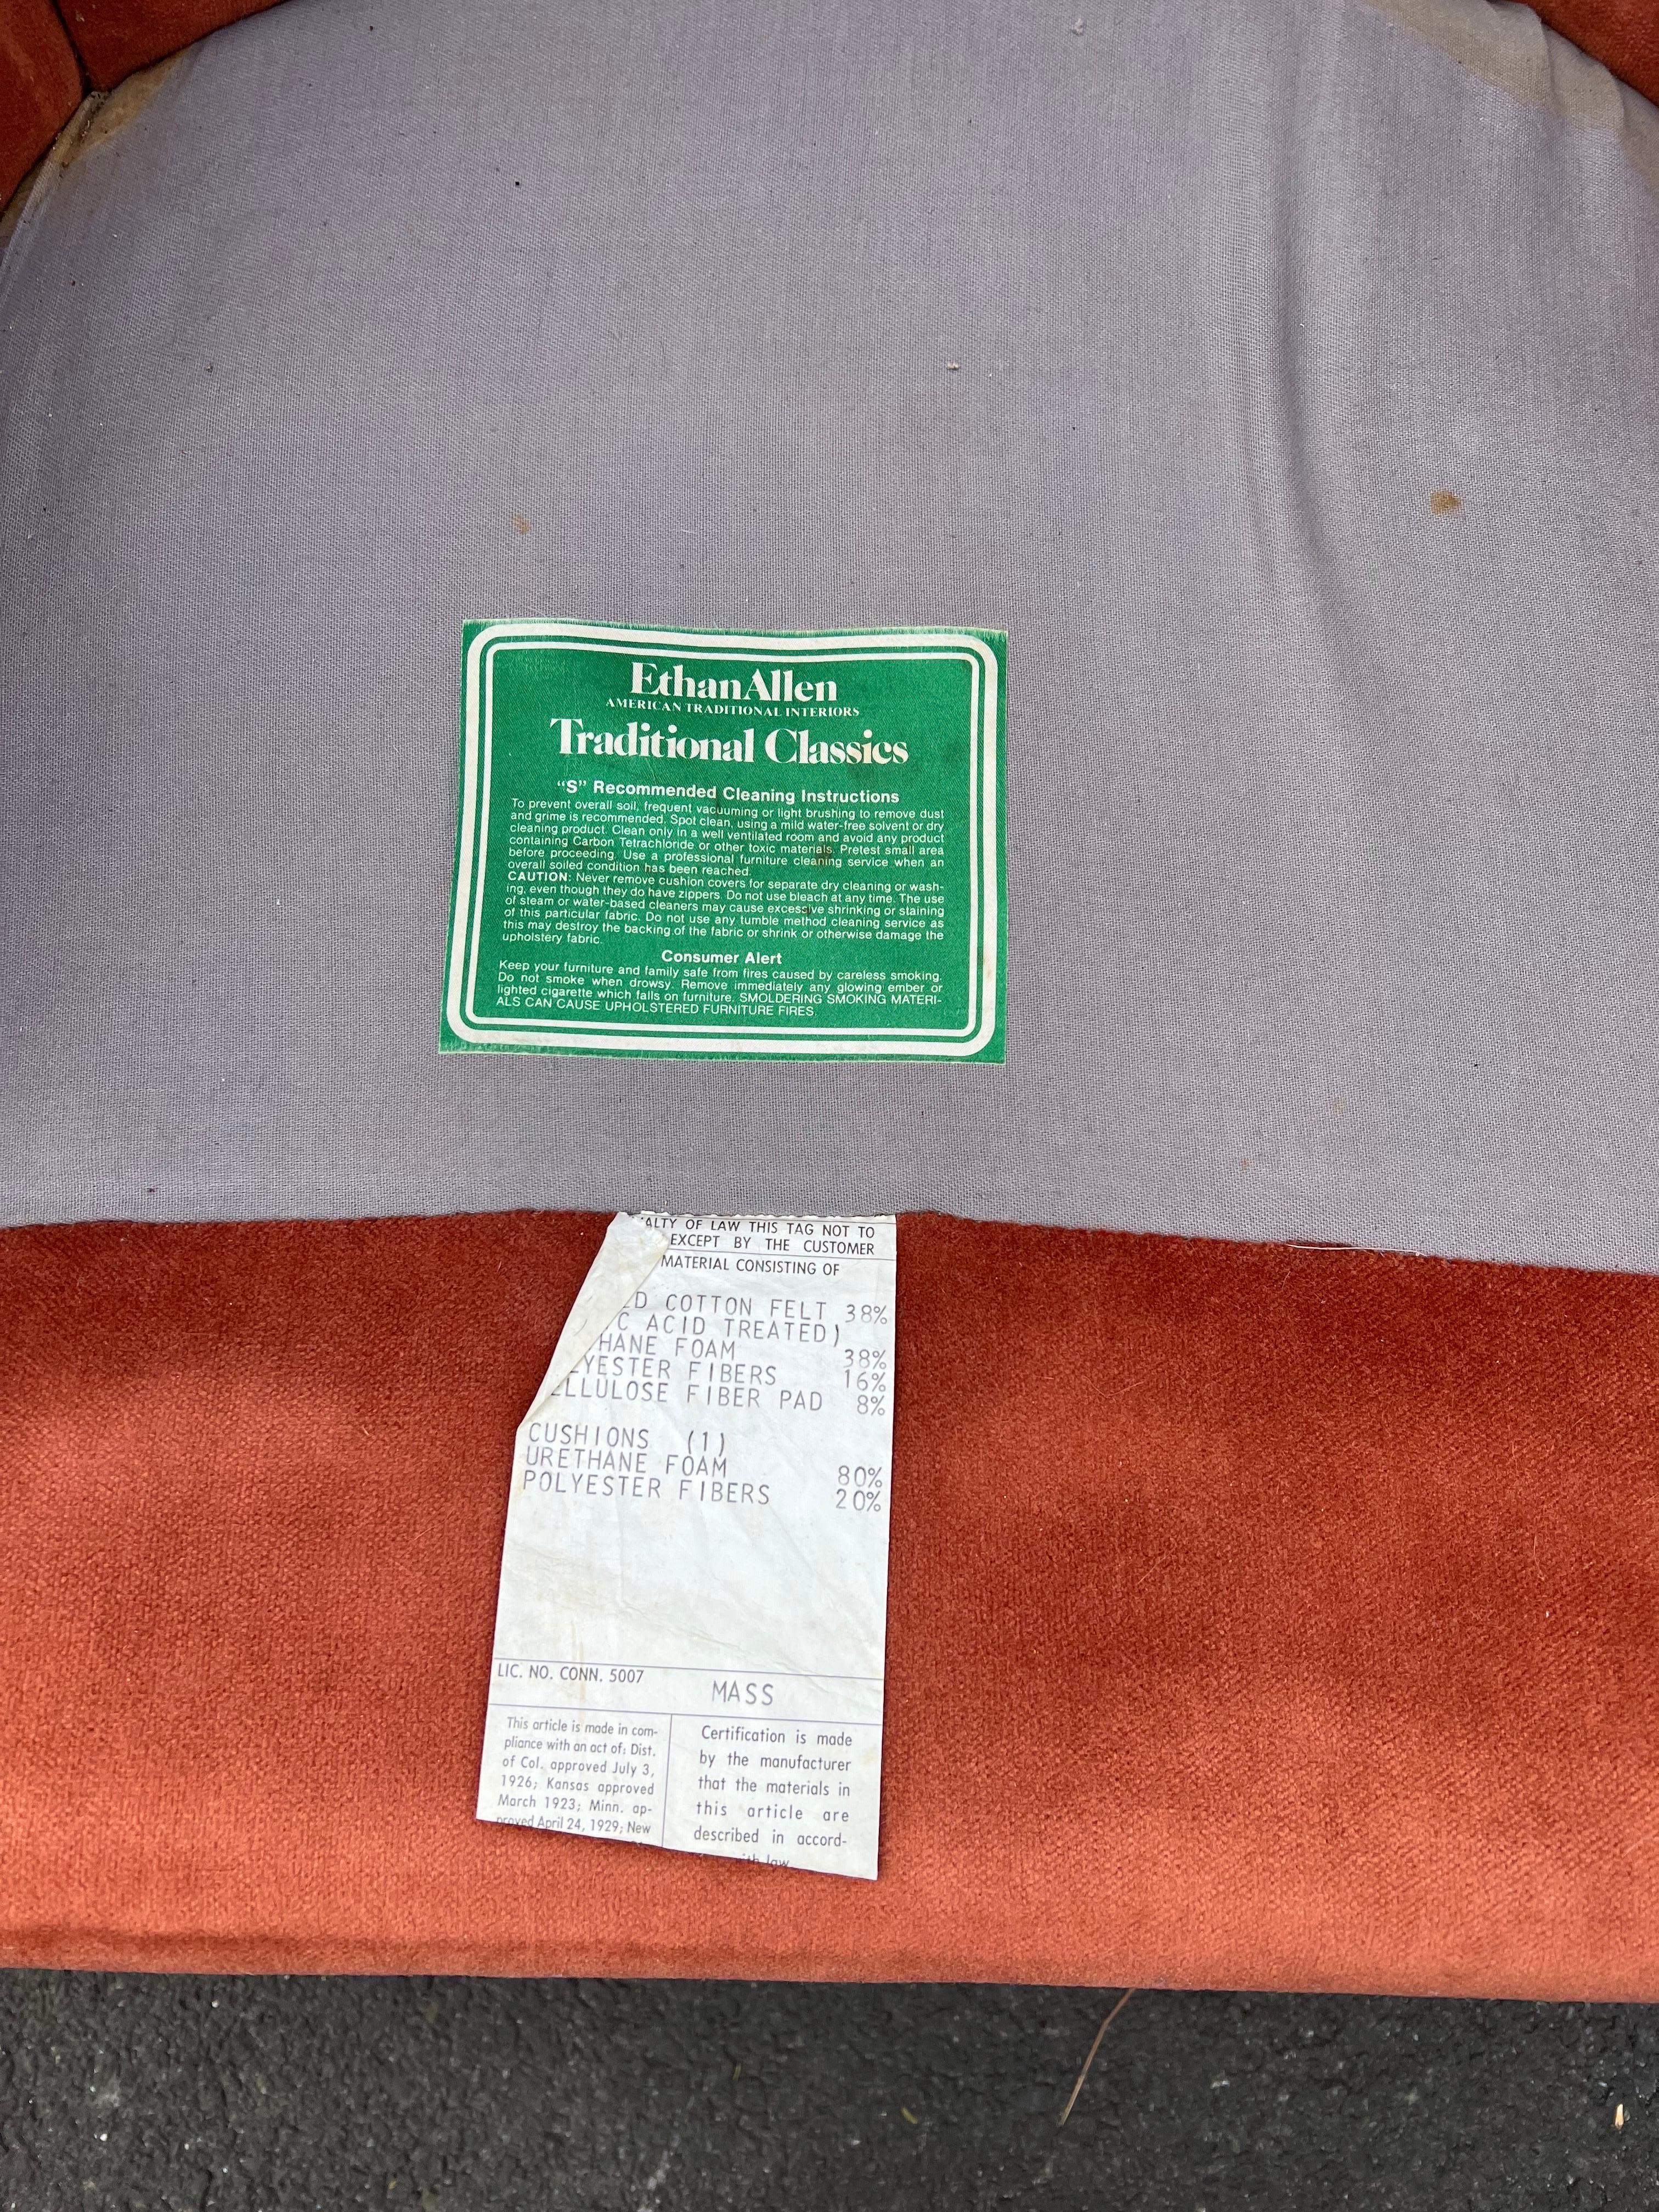 EthanAllen
AMERICAN TRADITIONAL INTERIORS
Traditional Classics
"S" Recommended Cleaning Instructions
To prevent overall soil, frequent vacuuming or light brushing to remove dust
and grime is recommended. Spot clean, using a mild water-free solvent or dry
cleaning product. Clean only in a well ventilated room and avoid any product
containing Carbon Tetrachloride or other toxic materials. Pretest small area
before proceeding. Use a professional furniture cleaning service when an
overall soiled condition has been reached.
CAUTION: Never remove cushion covers for separate dry cleaning or wash-
ing, even though they do have zippers. Do not use bleach at any time. The use
of steam or water-based cleaners may cause excessive shrinking or staining
of this particular fabric. Do not use any tumble method cleaning service as
this may destroy the backing of the fabric or shrink or otherwise damage the
upholstery fabric.
Consumer Alert
Keep your furniture and family safe from fires caused by careless smoking.
Do not smoke when drowsy. Remove immediately any glowing ember or
lighted cigarette which falls on furniture. SMOLDERING SMOKING MATERI-
ALS CAN CAUSE UPHOLSTERED FURNITURE FIRES.
ALTY OF LAW THIS TAG NOT TO
EXCEPT BY THE CUSTOMER
MATERIAL CONSISTING OF
ED COTTON FELT 38%
C ACID TREATED)
HANE FOAM 38%
LYESTER FIBERS 16%
ELLULOSE FIBER PAD 8%
CUSHIONS (1)
URETHANE FOAM 80%
POLYESTER FIBERS 20%
LIC. NO. CONN. 5007
MASS
This article is made in com-
pliance with an act of: Dist.
of Col. approved July 3,
1926; Kansas approved
March 1923; Minn. ap-
proved April 24, 1929; New
Certification is made
by the manufacturer
that the materials in
this article are
described in accord-
with law